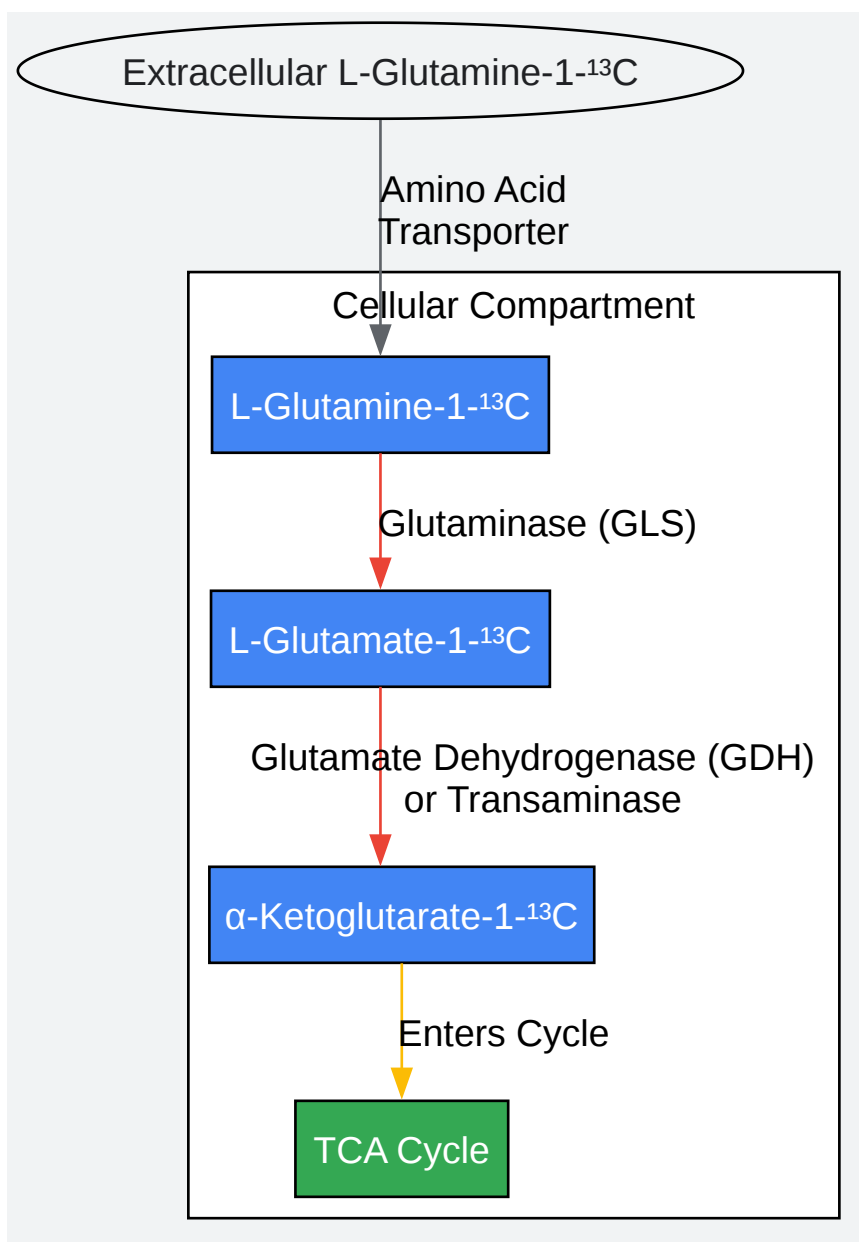 Extracellular L-Glutamine-1-¹³C
Amino Acid
Transporter
Cellular Compartment
L-Glutamine-1-¹³C
Glutaminase (GLS)
L-Glutamate-1-¹³C
Glutamate Dehydrogenase (GDH)
or Transaminase
α-Ketoglutarate-1-¹³C
Enters Cycle
TCA Cycle